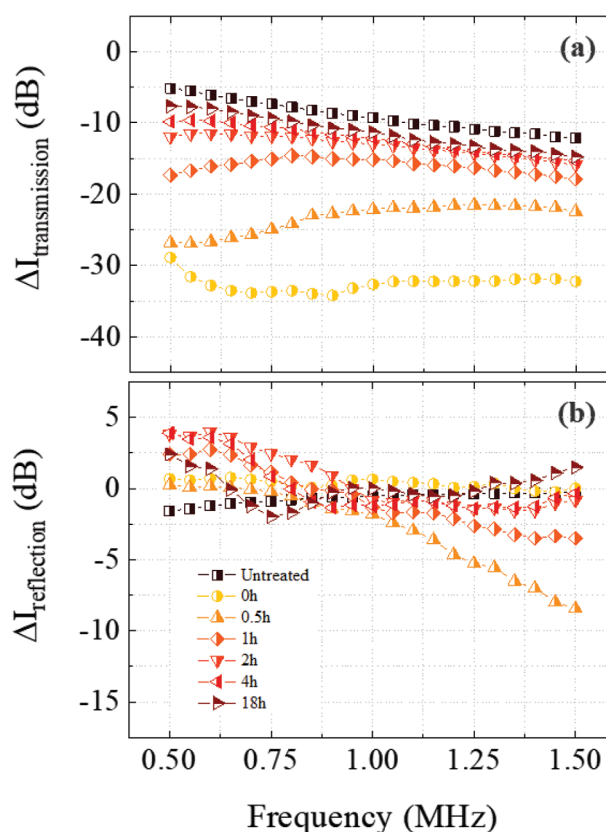 (a)
0
-10
-20
-30
-40
ΔI_transmission (dB)
(b)
5
0
-5
-10
-15
ΔI_reflection (dB)
Untreated
0h
0.5h
1h
2h
4h
18h
0.50 0.75 1.00 1.25 1.50
Frequency (MHz)